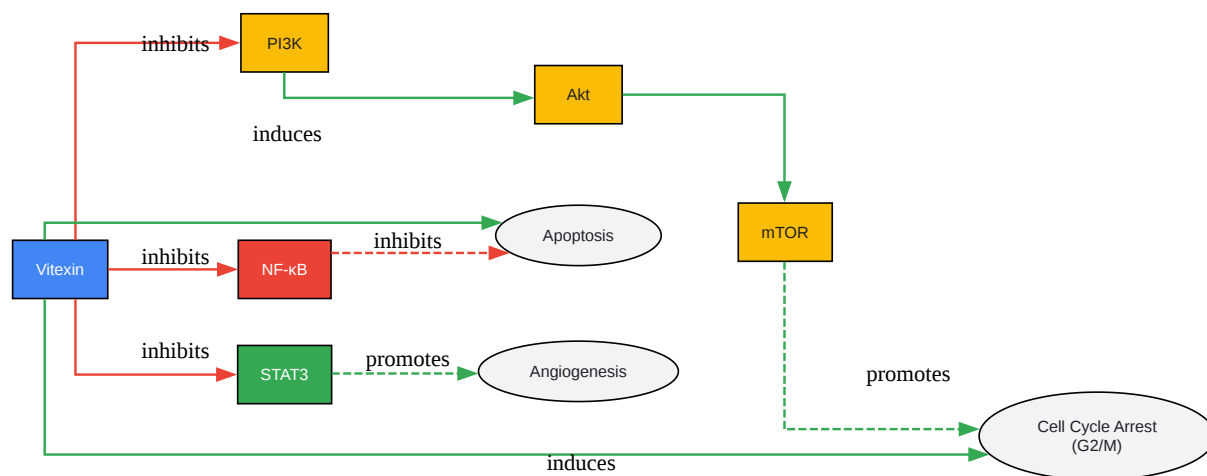 inhibits
PI3K
Akt
induces
Apoptosis
mTOR
inhibits
Vitexin
inhibits
NF-κB
inhibits
STAT3
promotes
Angiogenesis
promotes
Cell Cycle Arrest
(G2/M)
induces